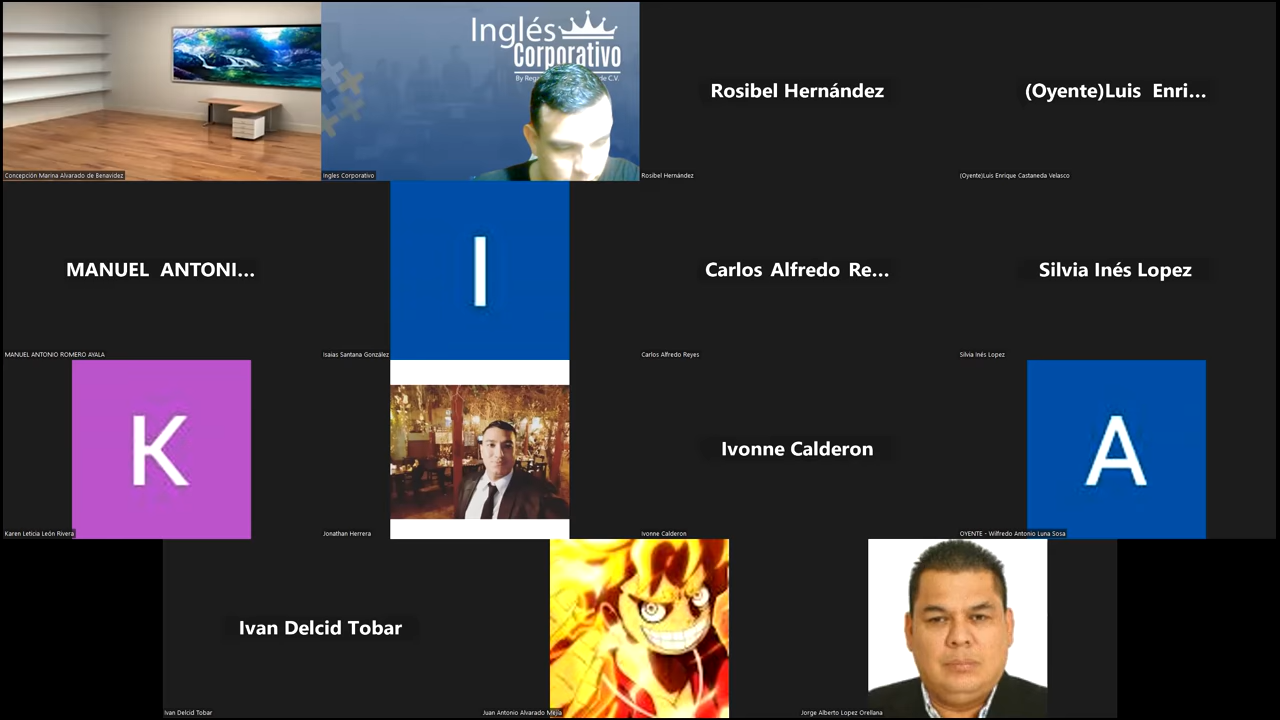 Concepción Marina Alvarado de Benavidez
Inglés
Corporativo
By Rega
de C.V.
Ingles Corporativo
Rosibel Hernández
Rosibel Hernández
(Oyente)Luis Enri...
(Oyente)Luis Enrique Castaneda Velasco
MANUEL ANTONI...
MANUEL ANTONIO ROMERO AYALA
I
Isaias Santana González
Carlos Alfredo Re...
Carlos Alfredo Reyes
Silvia Inés Lopez
Silvia Inés Lopez
K
Karen Leticia León Rivera
Jonathan Herrera
Ivonne Calderon
Ivonne Calderon
A
OYENTE - Wilfredo Antonio Luna Sosa
Ivan Delcid Tobar
Ivan Delcid Tobar
Juan Antonio Alvarado Mejia
Jorge Alberto Lopez Orellana